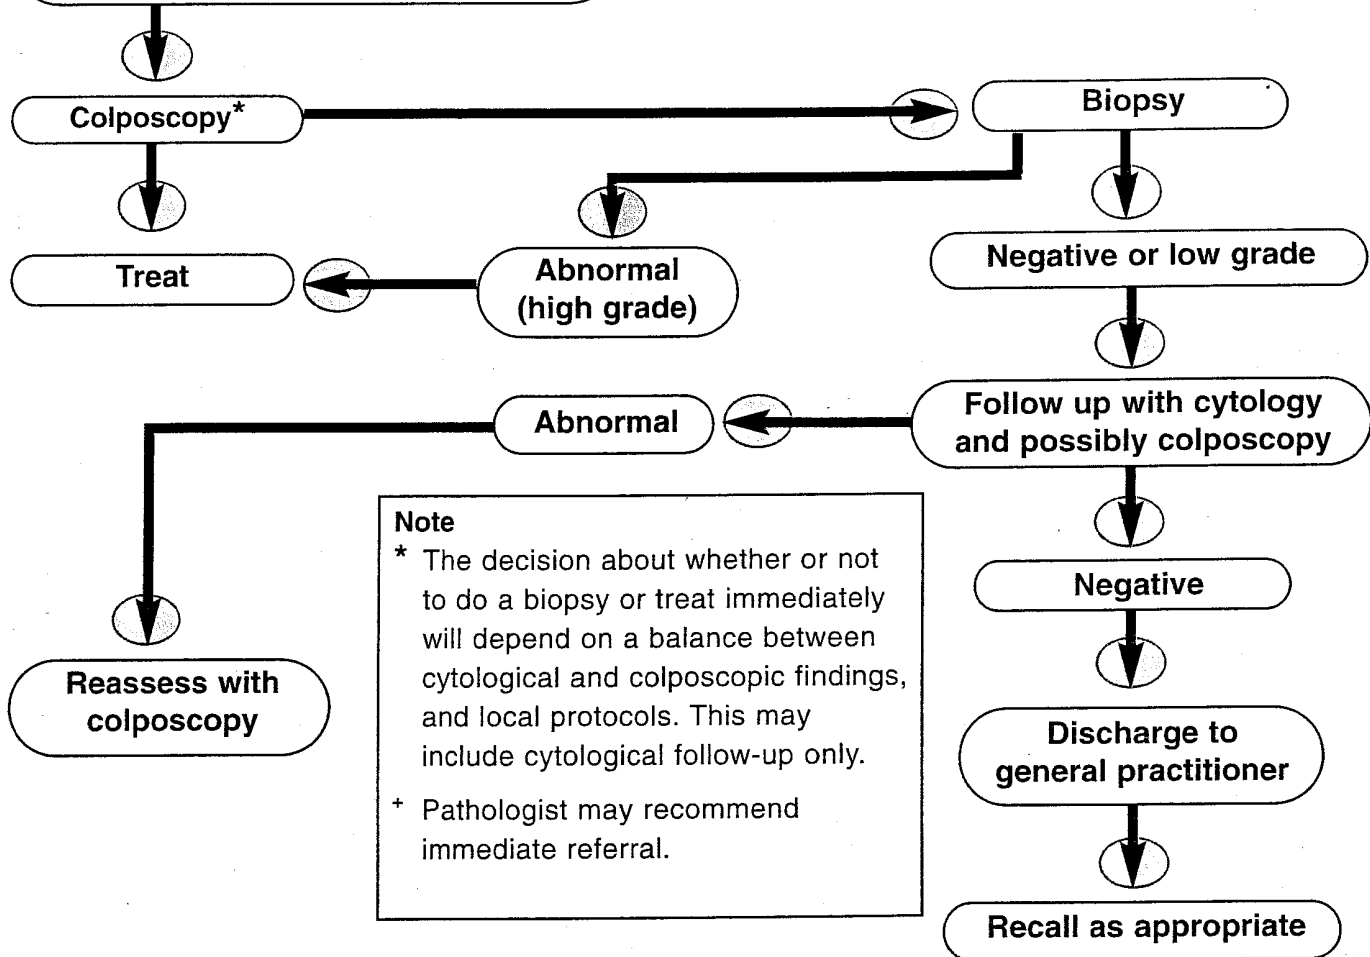 Colposcopy*
Biopsy
Treat
Abnormal
(high grade)
Negative or low grade
Abnormal
Follow up with cytology
and possibly colposcopy
Negative
Reassess with
colposcopy
Discharge to
general practitioner
Recall as appropriate
Note
* The decision about whether or not
to do a biopsy or treat immediately
will depend on a balance between
cytological and colposcopic findings,
and local protocols. This may
include cytological follow-up only.
+ Pathologist may recommend
immediate referral.